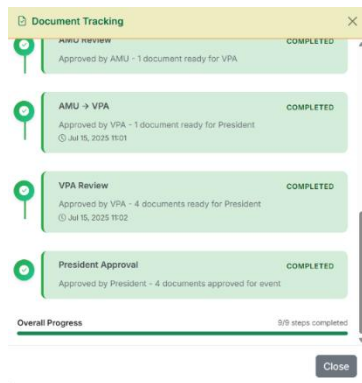 Document Tracking
AMU Review
COMPLETED
Approved by AMU - 1 document ready for VPA
AMU → VPA
COMPLETED
Approved by VPA - 1 document ready for President
Jul 15, 2025 11:01
VPA Review
COMPLETED
Approved by VPA - 4 documents ready for President
Jul 15, 2025 11:02
President Approval
COMPLETED
Approved by President - 4 documents approved for event
Overall Progress
9/9 steps completed
Close